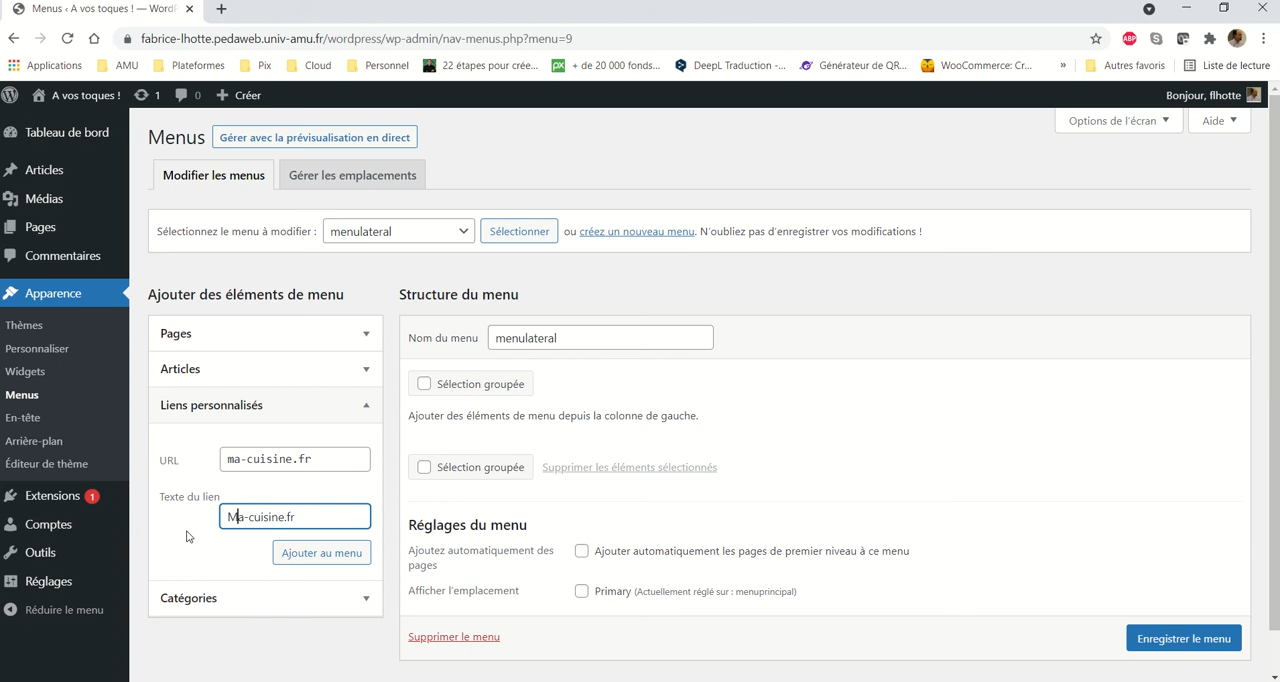 Menus ‹ A vos toques ! — WordP
fabrice-lhotte.pedaweb.univ-amu.fr/wordpress/wp-admin/nav-menus.php?menu=9
ABP
Applications AMU Plateformes Pix Cloud Personnel 22 étapes pour crée... px + de 20 000 fonds... DeepL Traduction -... Générateur de QR... WooCommerce: Cr... » Autres favoris Liste de lecture
A vos toques ! 1 0 Créer Bonjour, flhotte
Options de l'écran Aide
Tableau de bord
Articles
Médias
Pages
Commentaires
Apparence
Thèmes
Personnaliser
Widgets
Menus
En-tête
Arrière-plan
Éditeur de thème
Extensions 1
Comptes
Outils
Réglages
Réduire le menu
Menus Gérer avec la prévisualisation en direct
Modifier les menus Gérer les emplacements
Sélectionnez le menu à modifier : menulateral Sélectionner ou créez un nouveau menu. N'oubliez pas d'enregistrer vos modifications !
Ajouter des éléments de menu
Pages
Articles
Liens personnalisés
URL ma-cuisine.fr
Texte du lien
Ma-cuisine.fr
Ajouter au menu
Catégories
Structure du menu
Nom du menu menulateral
Sélection groupée
Ajouter des éléments de menu depuis la colonne de gauche.
Sélection groupée Supprimer les éléments sélectionnés
Réglages du menu
Ajoutez automatiquement des pages Ajouter automatiquement les pages de premier niveau à ce menu
Afficher l'emplacement Primary (Actuellement réglé sur : menuprincipal)
Supprimer le menu Enregistrer le menu